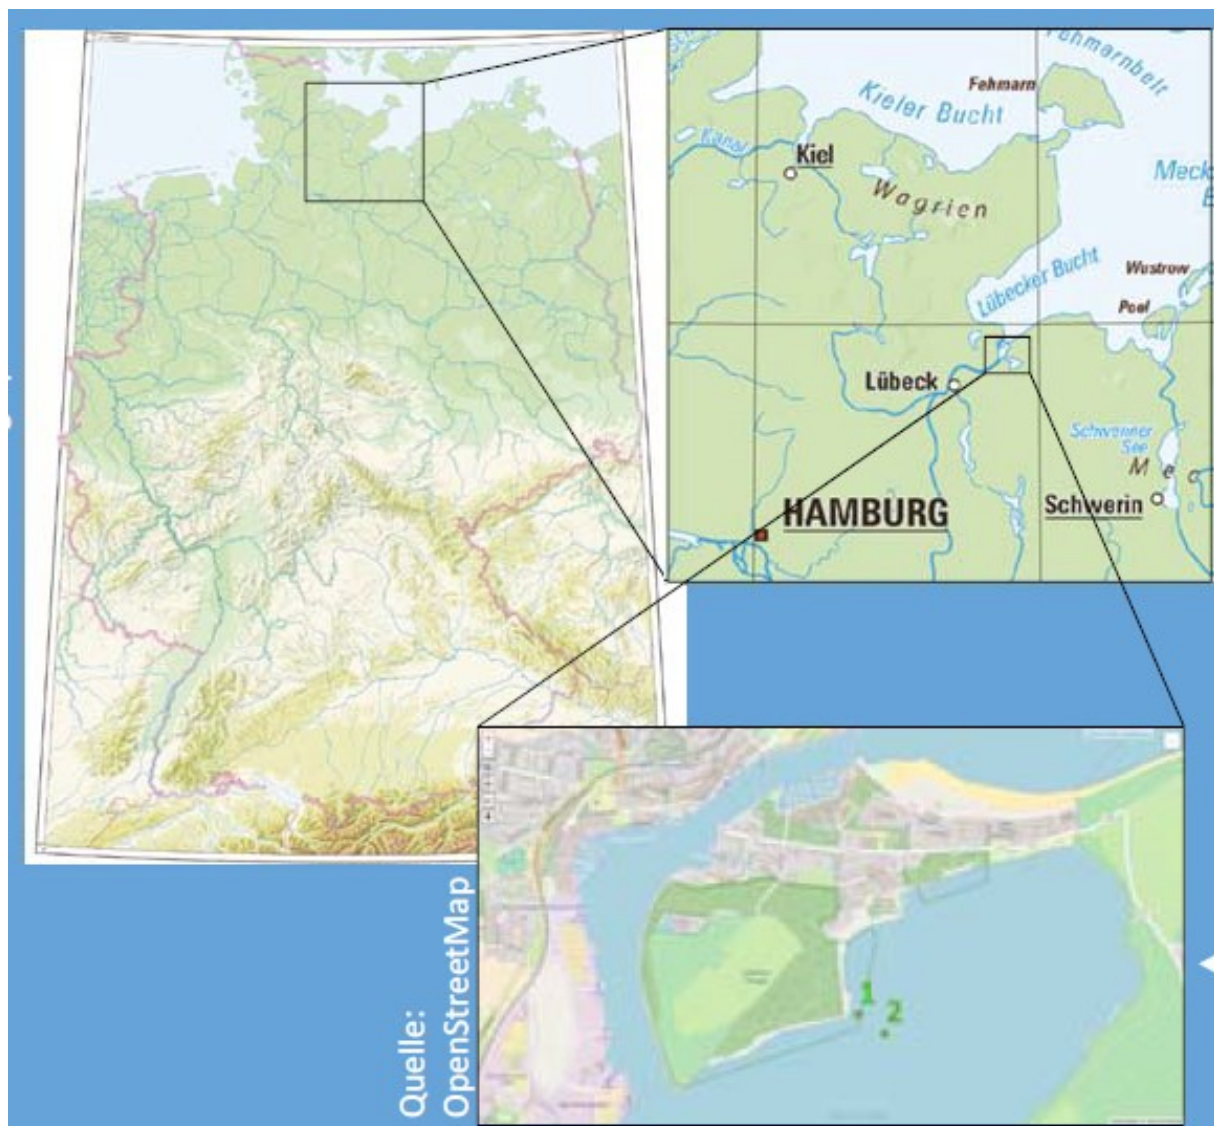 Fehmarnbelt
Fehmarn
Kieler Bucht
Kanal
Kiel
Wagrien
Meck
Lübecker Bucht
Wustrow
Poel
Lübeck
Schweriner
See
M e c
Schwerin
HAMBURG
1
2
Quelle:
OpenStreetMap